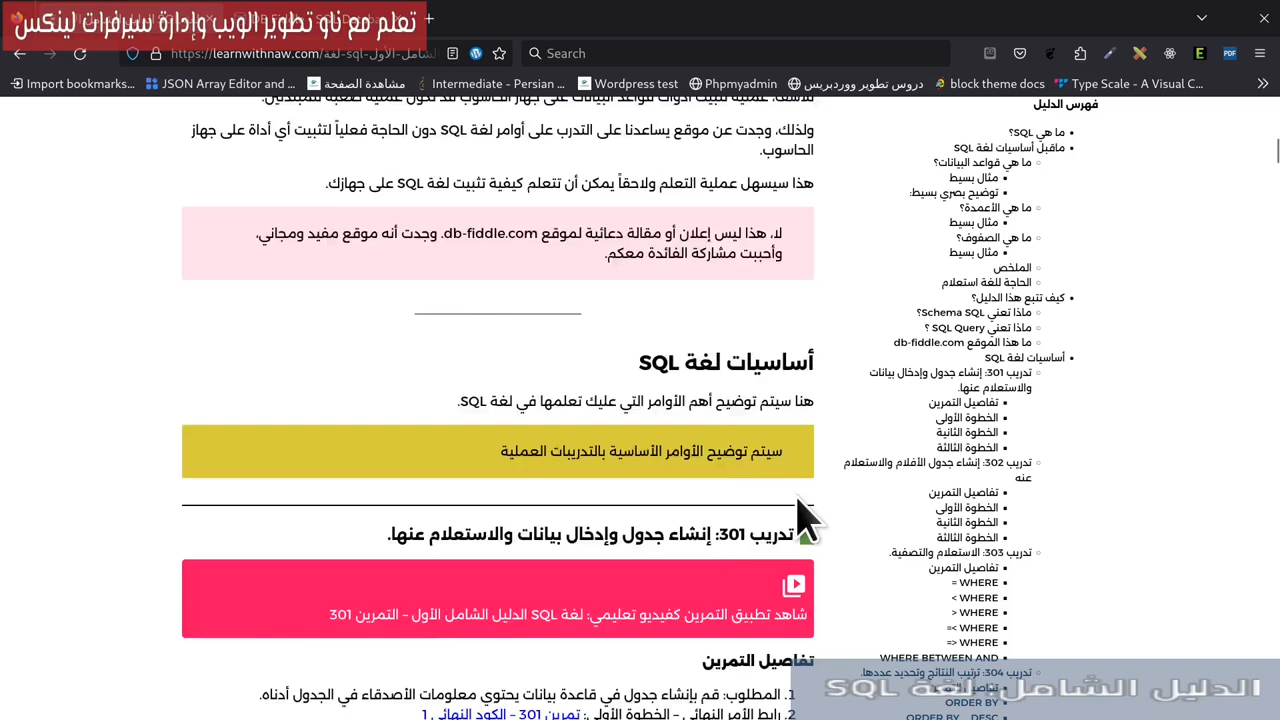 تعلم مع ناو تطوير الويب وإدارة سيرفرات لينكس
https://learnwithnaw.com
Search
Import bookmarks...
JSON Array Editor and...
مشاهدة الصفحة
Intermediate - Persian ...
Wordpress test
Phpmyadmin
دروس تطوير ووردبريس
block theme docs
Type Scale - A Visual C...
ولذلك، وجدت عن موقع يساعدنا على التدرب على أوامر لغة SQL دون الحاجة فعلياً لتثبيت أي أداة على جهاز
الحاسوب.
هذا سيسهل عملية التعلم ولاحقاً يمكن أن تتعلم كيفية تثبيت لغة SQL على جهازك.
لا، هذا ليس إعلان أو مقالة دعائية لموقع db-fiddle.com. وجدت أنه موقع مفيد ومجاني،
وأحببت مشاركة الفائدة معكم.
أساسيات لغة SQL
هنا سيتم توضيح أهم الأوامر التي عليك تعلمها في لغة SQL.
سيتم توضيح الأوامر الأساسية بالتدريبات العملية
تدريب 301: إنشاء جدول وإدخال بيانات والاستعلام عنها.
شاهد تطبيق التمرين كفيديو تعليمي: لغة SQL الدليل الشامل الأول – التمرين 301
تفاصيل التمرين
1. المطلوب: قم بإنشاء جدول في قاعدة بيانات يحتوي معلومات الأصدقاء في الجدول أدناه.
2. رابط الأمر النهائي – الخطوة الأولى: تمرين 301 – الكود النهائي 1
فهرس الدليل
ما هي SQL؟
ماقبل أساسيات لغة SQL
ما هي قواعد البيانات؟
مثال بسيط
توضيح بصري بسيط:
ما هي الأعمدة؟
مثال بسيط
ما هي الصفوف؟
مثال بسيط
الملخص
الحاجة للغة استعلام
كيف تتبع هذا الدليل؟
ماذا تعني Schema SQL؟
ماذا تعني SQL Query ؟
ما هذا الموقع db-fiddle.com
أساسيات لغة SQL
تدريب 301: إنشاء جدول وإدخال بيانات
والاستعلام عنها.
تفاصيل التمرين
الخطوة الأولى
الخطوة الثانية
الخطوة الثالثة
تدريب 302: إنشاء جدول الأفلام والاستعلام
عنه
تفاصيل التمرين
الخطوة الأولى
الخطوة الثانية
الخطوة الثالثة
تدريب 303: الاستعلام والتصفية.
تفاصيل التمرين
WHERE =
WHERE >
WHERE <
WHERE >=
WHERE <=
WHERE BETWEEN AND
تدريب 304: ترتيب النتائج وتحديد عددها.
ORDER BY
ORDER BY .. DESC
الدليل الشامل: لغة SQL